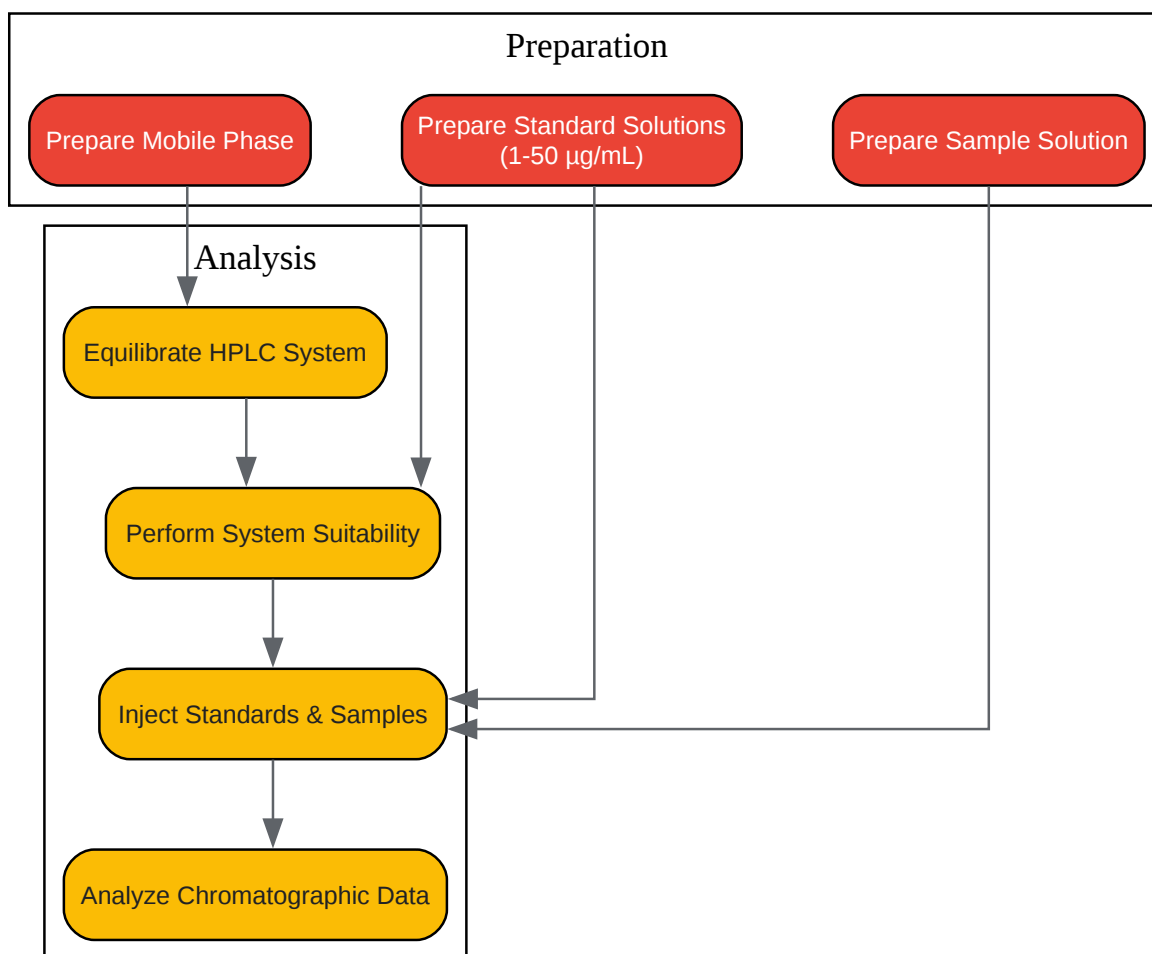 Preparation
Prepare Mobile Phase
Prepare Standard Solutions
(1-50 µg/mL)
Prepare Sample Solution
Analysis
Equilibrate HPLC System
Perform System Suitability
Inject Standards & Samples
Analyze Chromatographic Data